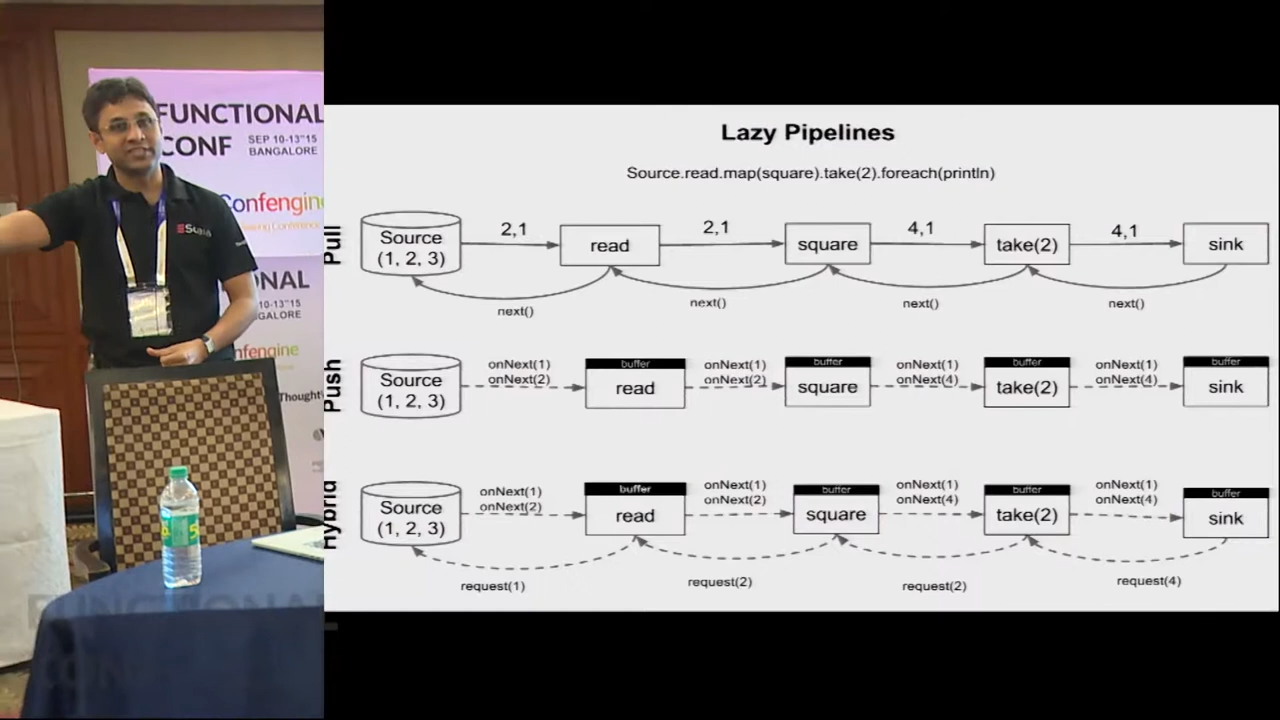 FUNCTIONAL
CONF
SEP 10-13"15
BANGALORE
Confengine
NAL
10-13"15
GALORE
nfengine
Thought
Lazy Pipelines
Source.read.map(square).take(2).foreach(println)
Pull
Source
(1, 2, 3)
2,1
read
2,1
square
4,1
take(2)
4,1
sink
next()
next()
next()
next()
Push
Source
(1, 2, 3)
onNext(1)
onNext(2)
buffer
read
onNext(1)
onNext(2)
buffer
square
onNext(1)
onNext(4)
buffer
take(2)
onNext(1)
onNext(4)
buffer
sink
Hybrid
Source
(1, 2, 3)
onNext(1)
onNext(2)
buffer
read
onNext(1)
onNext(2)
buffer
square
onNext(1)
onNext(4)
buffer
take(2)
onNext(1)
onNext(4)
buffer
sink
request(1)
request(2)
request(2)
request(4)
FUNCTIONAL
CONF